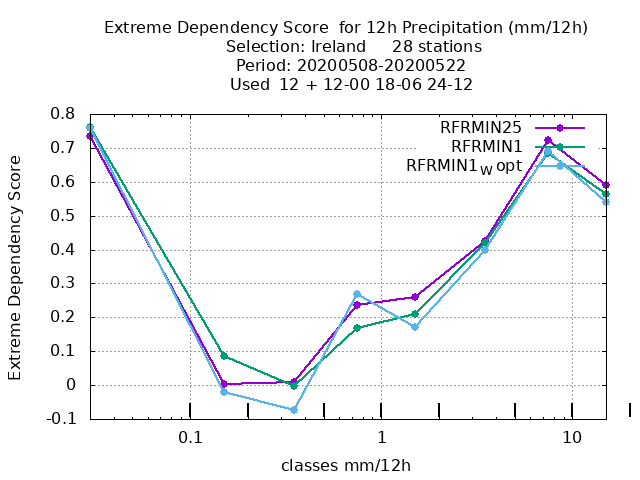 Extreme Dependency Score  for 12h Precipitation (mm/12h)
Selection: Ireland     28 stations
Period: 20200508-20200522
Used  12 + 12-00 18-06 24-12
RFRMIN25
RFRMIN1
RFRMIN1W opt
Extreme Dependency Score
0.8
0.7
0.6
0.5
0.4
0.3
0.2
0.1
0
-0.1
0.1 1 10
classes mm/12h